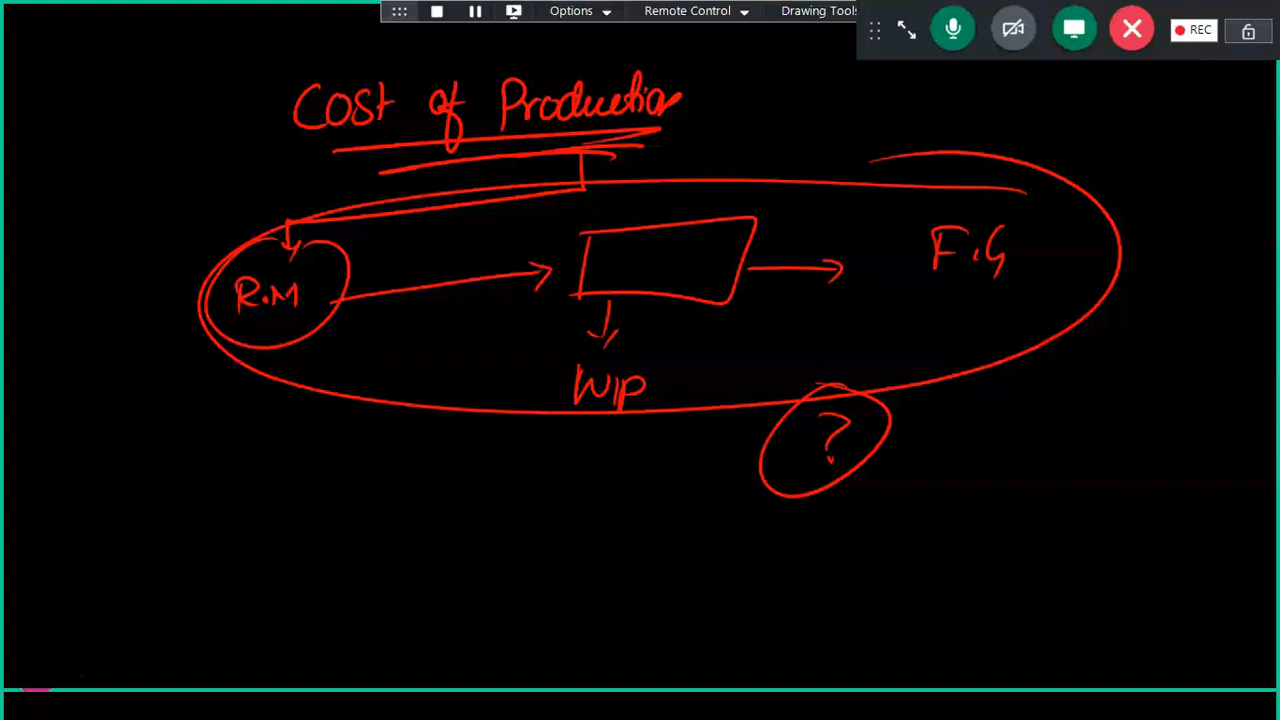 Options Remote Control Drawing Tools
REC
Cost of Production
R.M
F.G
WIP
?